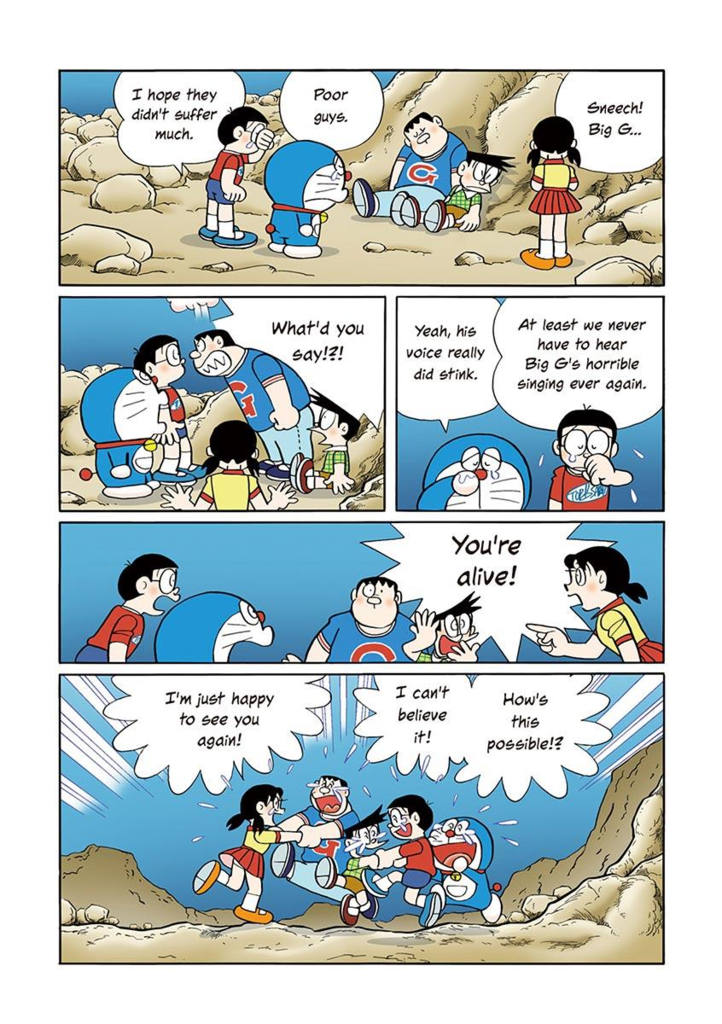 Sneech!
Big G...
Poor
guys.
I hope they
didn't suffer
much.
G
At least we never
have to hear
Big G's horrible
singing ever again.
Yeah, his
voice really
did stink.
What'd you
say!?!
G
You're
alive!
How's
this
possible!?
I can't
believe
it!
I'm just happy
to see you
again!